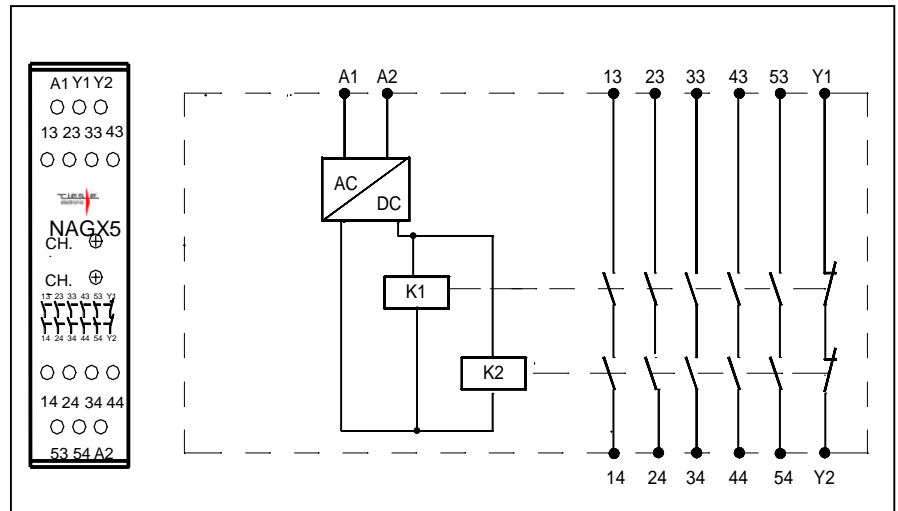 A1 Y1 Y2
13 23 33 43
NAGX5
CH.
CH.
13 23 33 43 53 Y1
14 24 34 44 54 Y2
14 24 34 44
53 54 A2
A1 A2 13 23 33 43 53 Y1
AC
DC
K1
K2
14 24 34 44 54 Y2